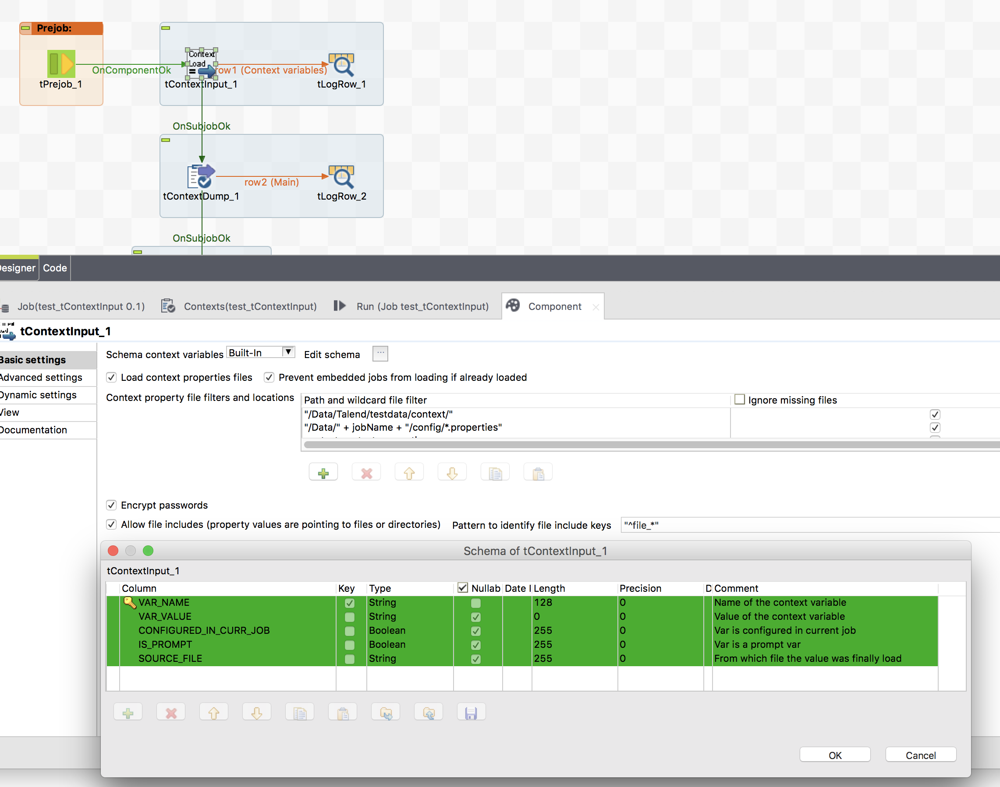 Prejob:
Context
Load
=
OnComponentOk
row1 (Context variables)
tPrejob_1
tContextInput_1
tLogRow_1
OnSubjobOk
row2 (Main)
tContextDump_1
tLogRow_2
OnSubjobOk
Designer
Code
Job(test_tContextInput 0.1)
Contexts(test_tContextInput)
Run (Job test_tContextInput)
Component
tContextInput_1
Basic settings
Advanced settings
Dynamic settings
View
Documentation
Schema context variables
Built-In
Edit schema
...
Load context properties files
Prevent embedded jobs from loading if already loaded
Context property file filters and locations
Path and wildcard file filter
Ignore missing files
"/Data/Talend/testdata/context/"
"/Data/" + jobName + "/config/*.properties"
Encrypt passwords
Allow file includes (property values are pointing to files or directories)
Pattern to identify file include keys
"^file_*"
Schema of tContextInput_1
tContextInput_1
Column Key Type Nullab Date I Length Precision D Comment
VAR_NAME String 128 0 Name of the context variable
VAR_VALUE String 0 0 Value of the context variable
CONFIGURED_IN_CURR_JOB Boolean 255 0 Var is configured in current job
IS_PROMPT Boolean 255 0 Var is a prompt var
SOURCE_FILE String 255 0 From which file the value was finally load
OK
Cancel